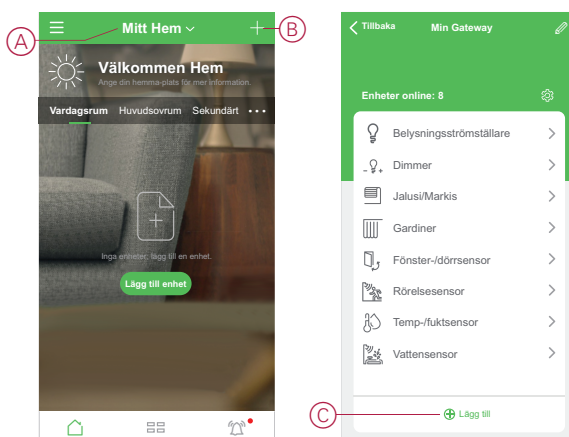 Mitt Hem
A
B
Välkommen Hem
Ange din hemma-plats för mer information.
Vardagsrum Huvudsovrum Sekundärt
Inga enheter, lägg till en enhet.
Lägg till enhet
Tillbaka Min Gateway
Enheter online: 8
Belysningsströmställare
Dimmer
Jalusi/Markis
Gardiner
Fönster-/dörrsensor
Rörelsesensor
Temp-/fuktsensor
Vattensensor
C
Lägg till